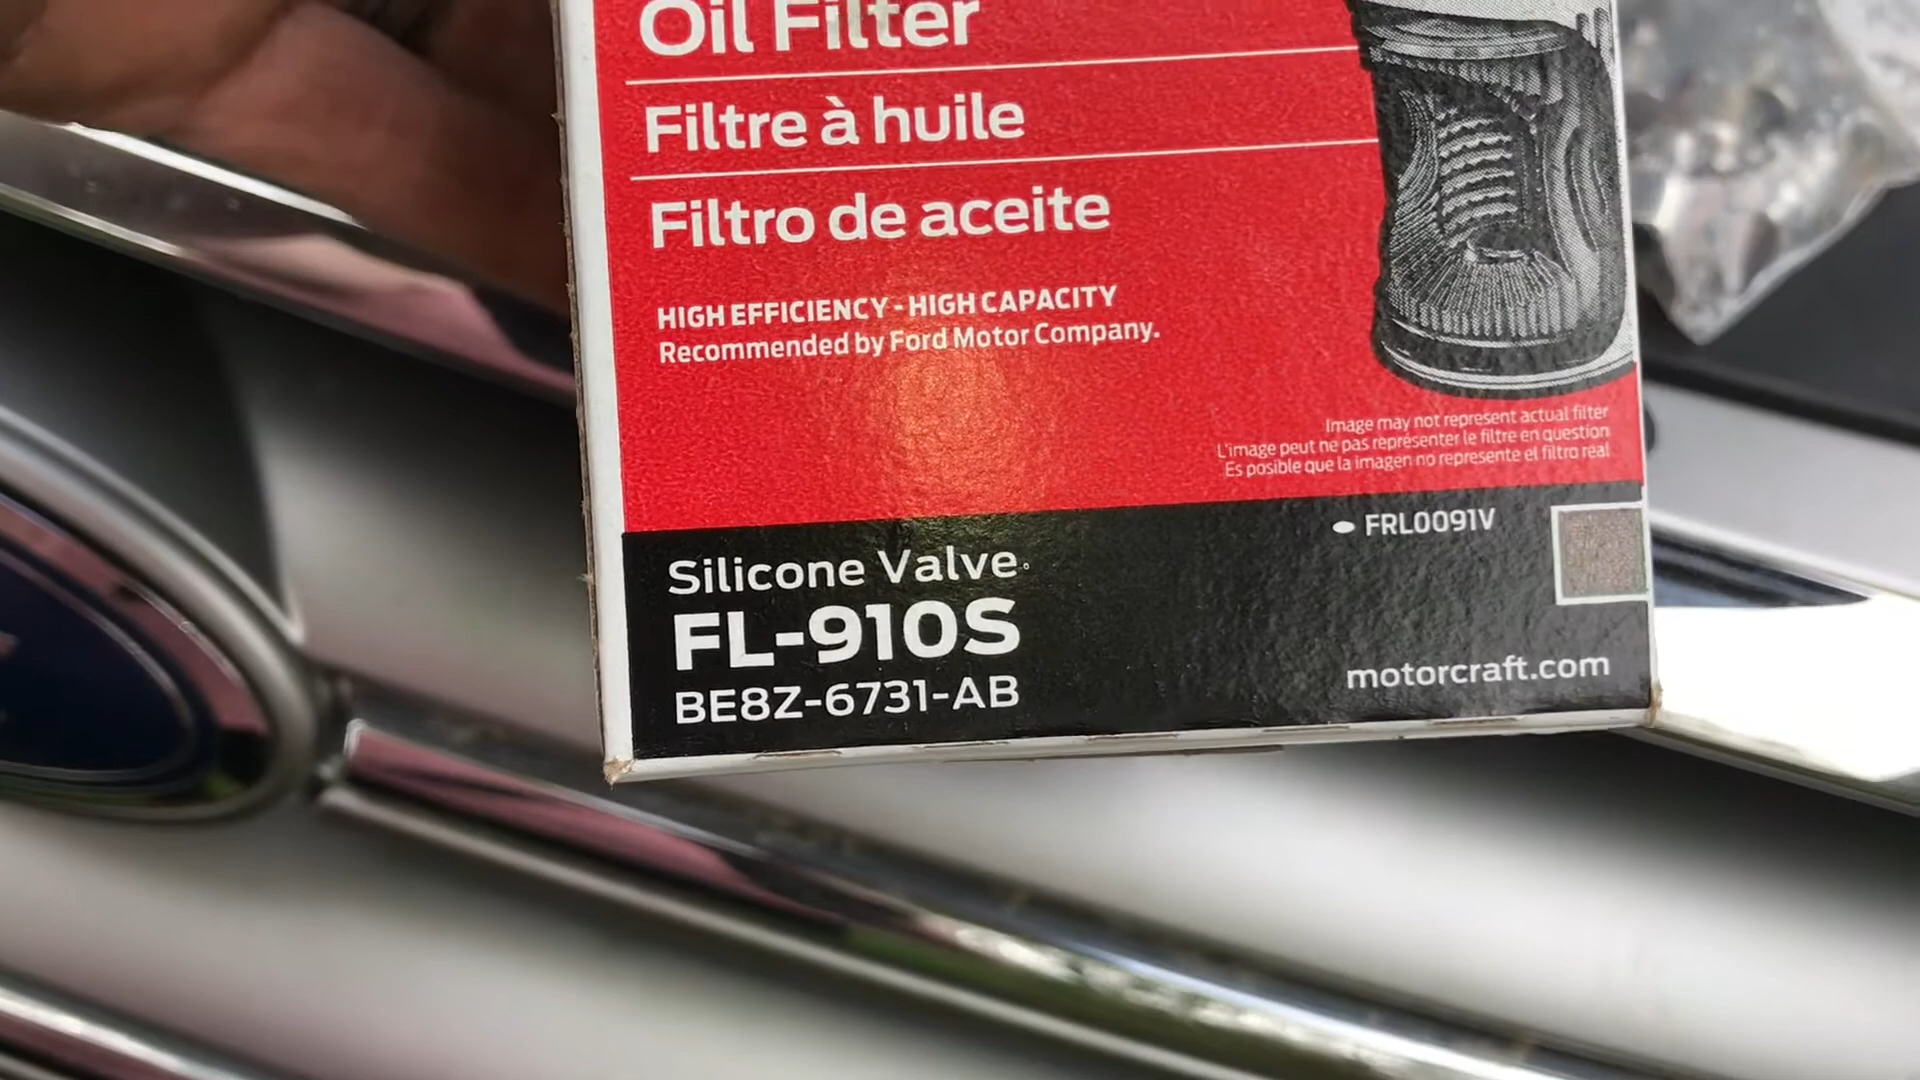 Oil Filter
Filtre à huile
Filtro de aceite
HIGH EFFICIENCY - HIGH CAPACITY
Recommended by Ford Motor Company.
Image may not represent actual filter
L'image peut ne pas représenter le filtre en question
Es posible que la imagen no represente el filtro real
FRL0091V
Silicone Valve
FL-910S
BE8Z-6731-AB
motorcraft.com